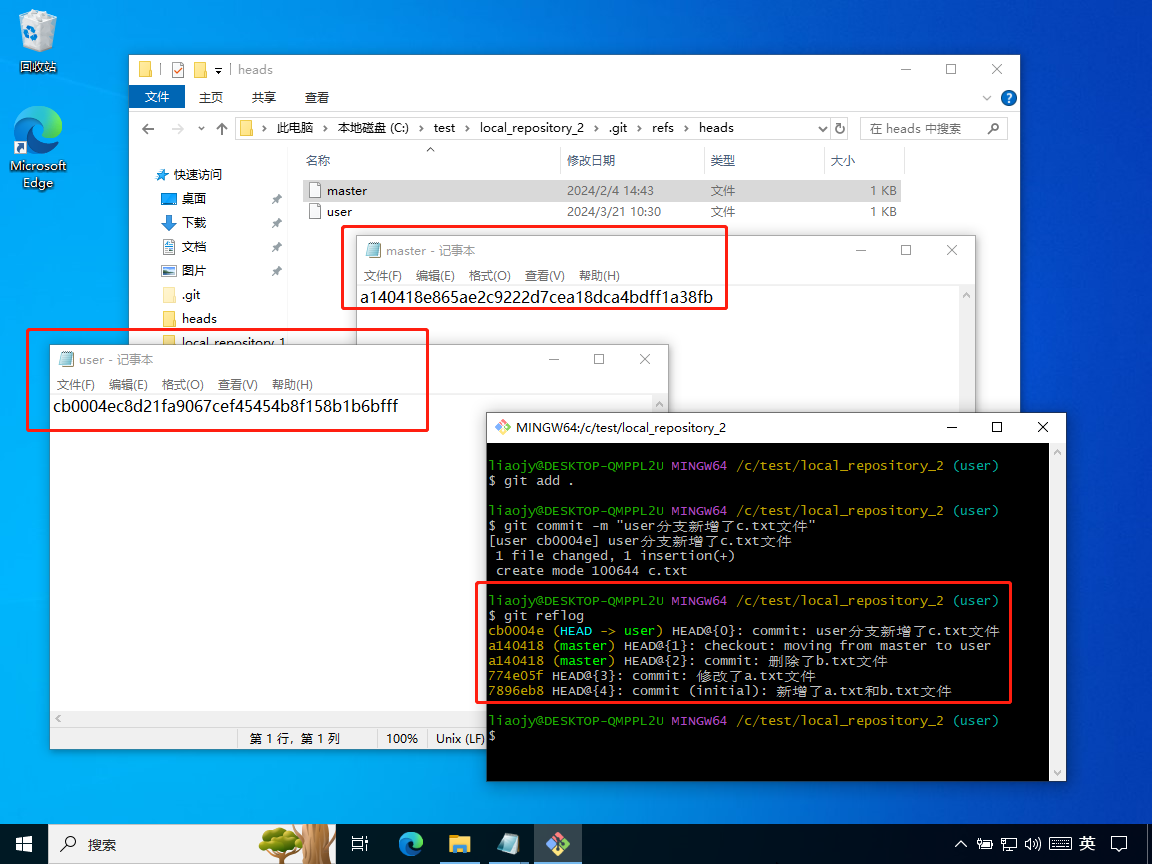 回收站
Microsoft
Edge
heads
文件 主页 共享 查看
此电脑 › 本地磁盘 (C:) › test › local_repository_2 › .git › refs › heads
在 heads 中搜索
名称 修改日期 类型 大小
快速访问
桌面
下载
文档
图片
.git
heads
local_repository_1
master 2024/2/4 14:43 文件 1 KB
user 2024/3/21 10:30 文件 1 KB
master - 记事本
文件(F) 编辑(E) 格式(O) 查看(V) 帮助(H)
a140418e865ae2c9222d7cea18dca4bdff1a38fb
user - 记事本
文件(F) 编辑(E) 格式(O) 查看(V) 帮助(H)
cb0004ec8d21fa9067cef45454b8f158b1b6bfff
第 1 行，第 1 列 100% Unix (LF)
MINGW64:/c/test/local_repository_2
liaojy@DESKTOP-QMPPL2U MINGW64 /c/test/local_repository_2 (user)
$ git add .
liaojy@DESKTOP-QMPPL2U MINGW64 /c/test/local_repository_2 (user)
$ git commit -m "user分支新增了c.txt文件"
[user cb0004e] user分支新增了c.txt文件
1 file changed, 1 insertion(+)
create mode 100644 c.txt
liaojy@DESKTOP-QMPPL2U MINGW64 /c/test/local_repository_2 (user)
$ git reflog
cb0004e (HEAD -> user) HEAD@{0}: commit: user分支新增了c.txt文件
a140418 (master) HEAD@{1}: checkout: moving from master to user
a140418 (master) HEAD@{2}: commit: 删除了b.txt文件
774e05f HEAD@{3}: commit: 修改了a.txt文件
7896eb8 HEAD@{4}: commit (initial): 新增了a.txt和b.txt文件
liaojy@DESKTOP-QMPPL2U MINGW64 /c/test/local_repository_2 (user)
$
搜索
英